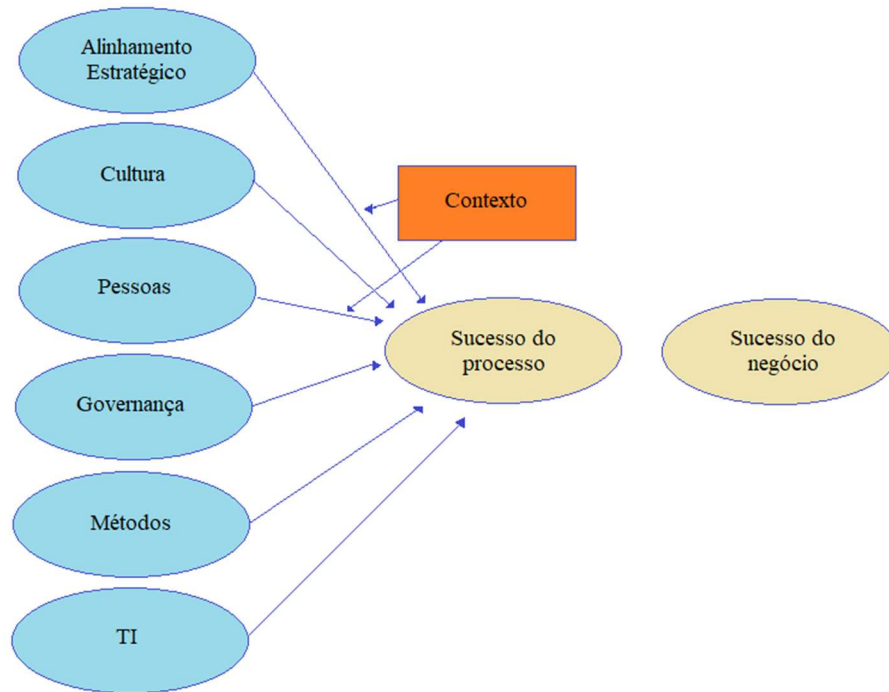 Alinhamento
Estratégico
Cultura
Contexto
Pessoas
Sucesso do
processo
Sucesso do
negócio
Governança
Métodos
TI